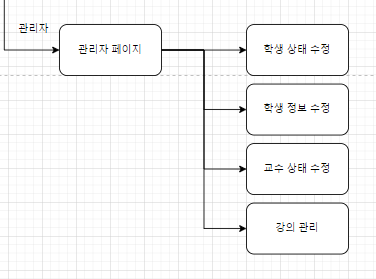 관리자
관리자 페이지
학생 상태 수정
학생 정보 수정
교수 상태 수정
강의 관리